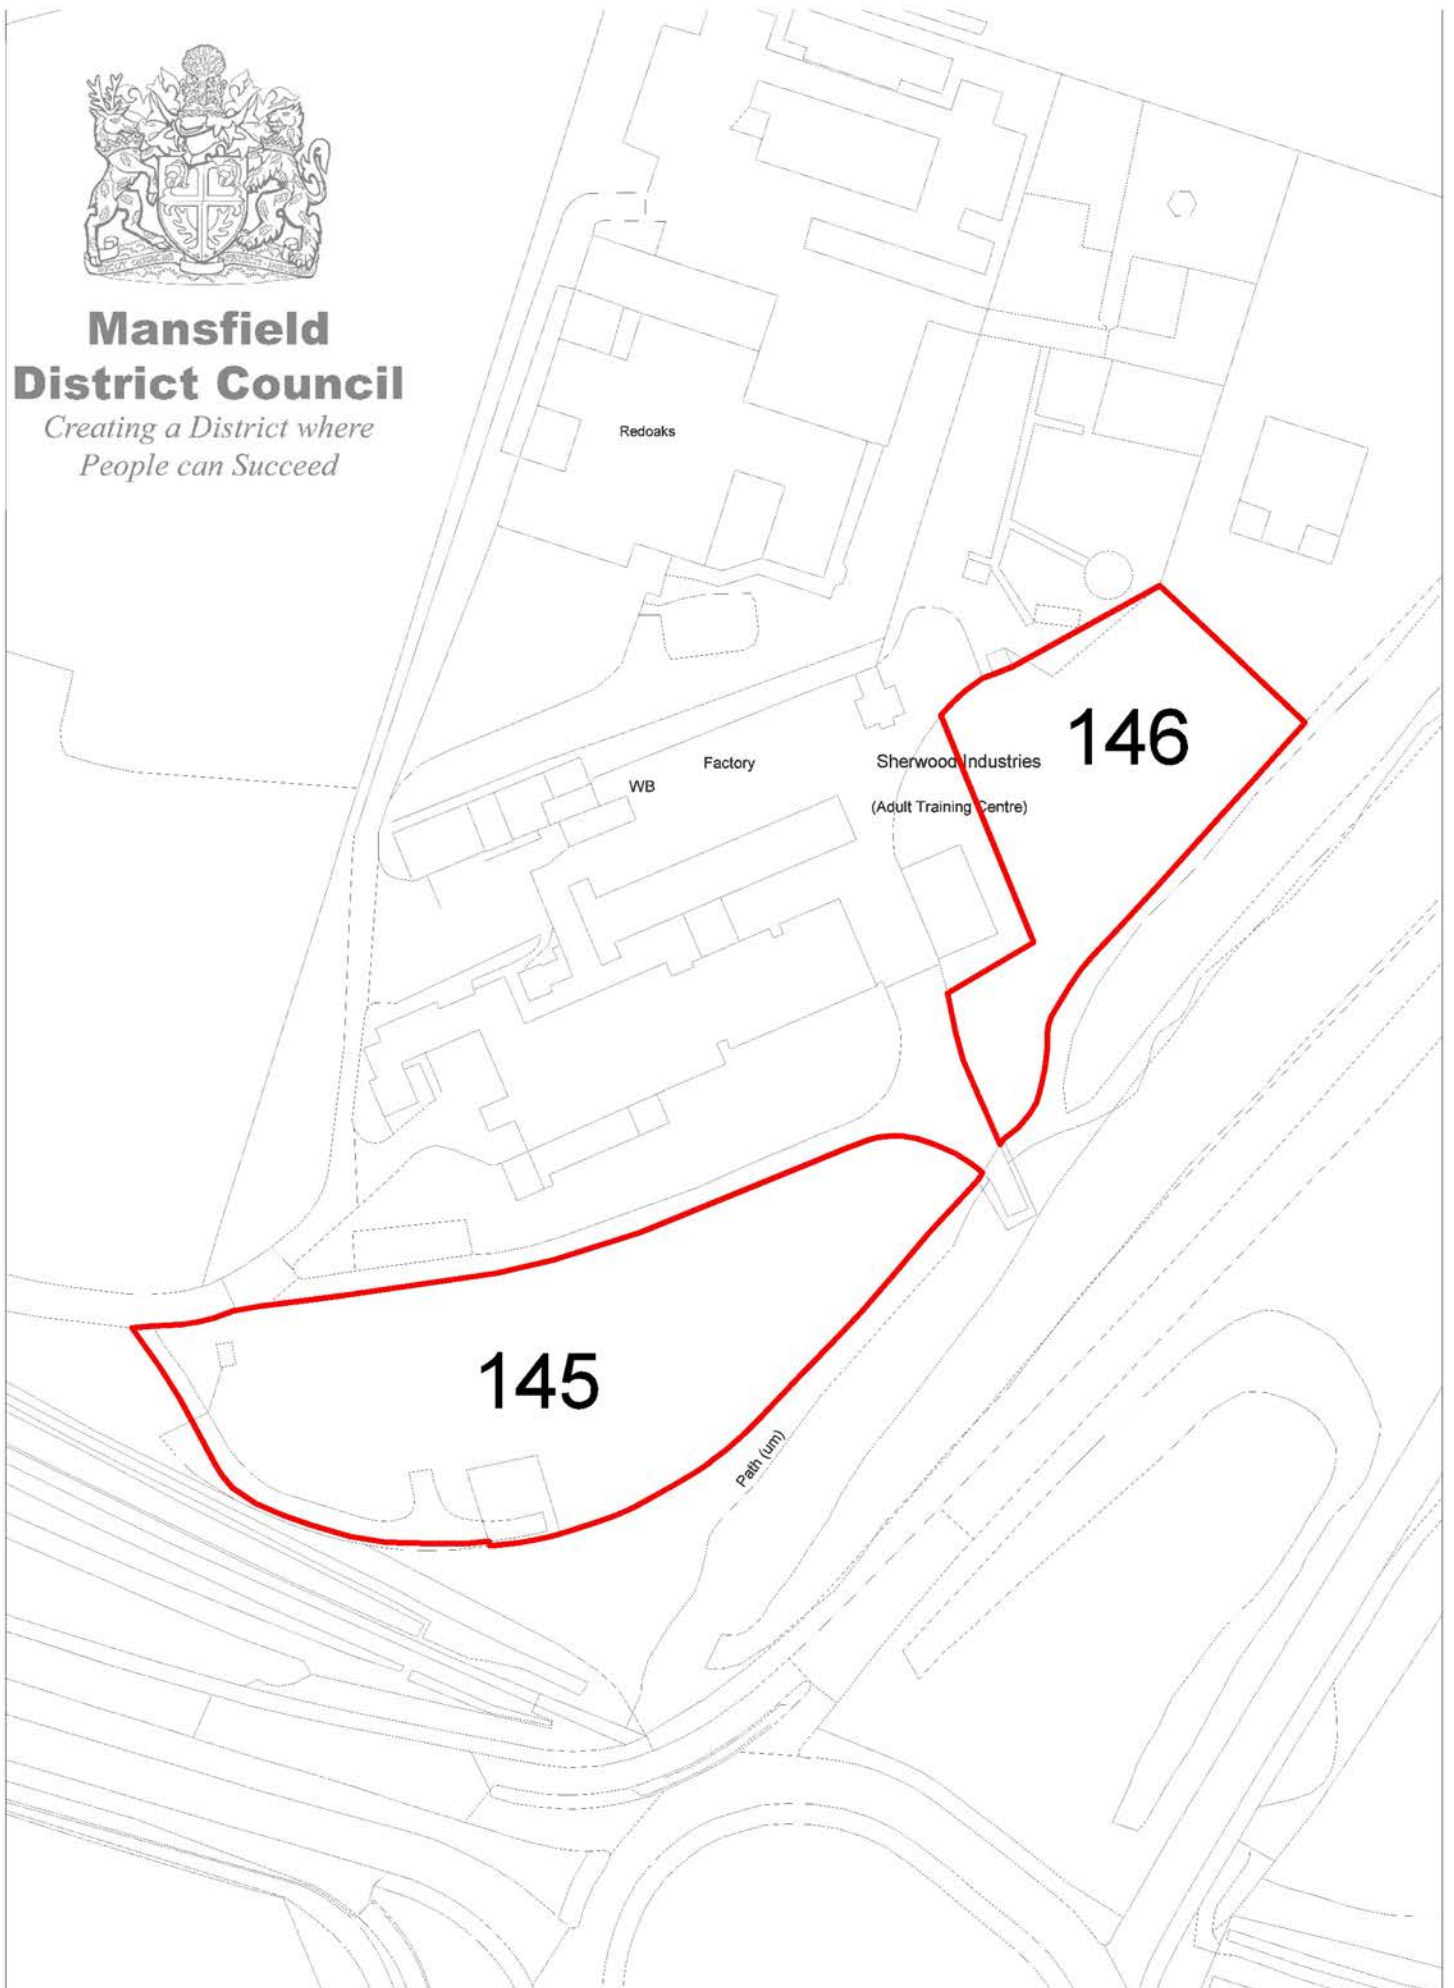 Mansfield
District Council
Creating a District where
People can Succeed
Redoaks
146
Factory
Sherwood Industries
WB
(Adult Training Centre)
145
Path (um)